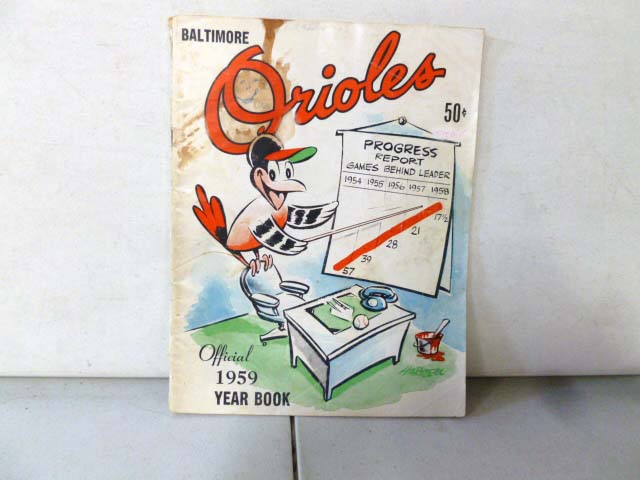 BALTIMORE
Orioles
50¢
PROGRESS
REPORT
GAMES BEHIND LEADER
1954 1955 1956 1957 1958
17½
21
28
39
57
Official
1959
YEAR BOOK